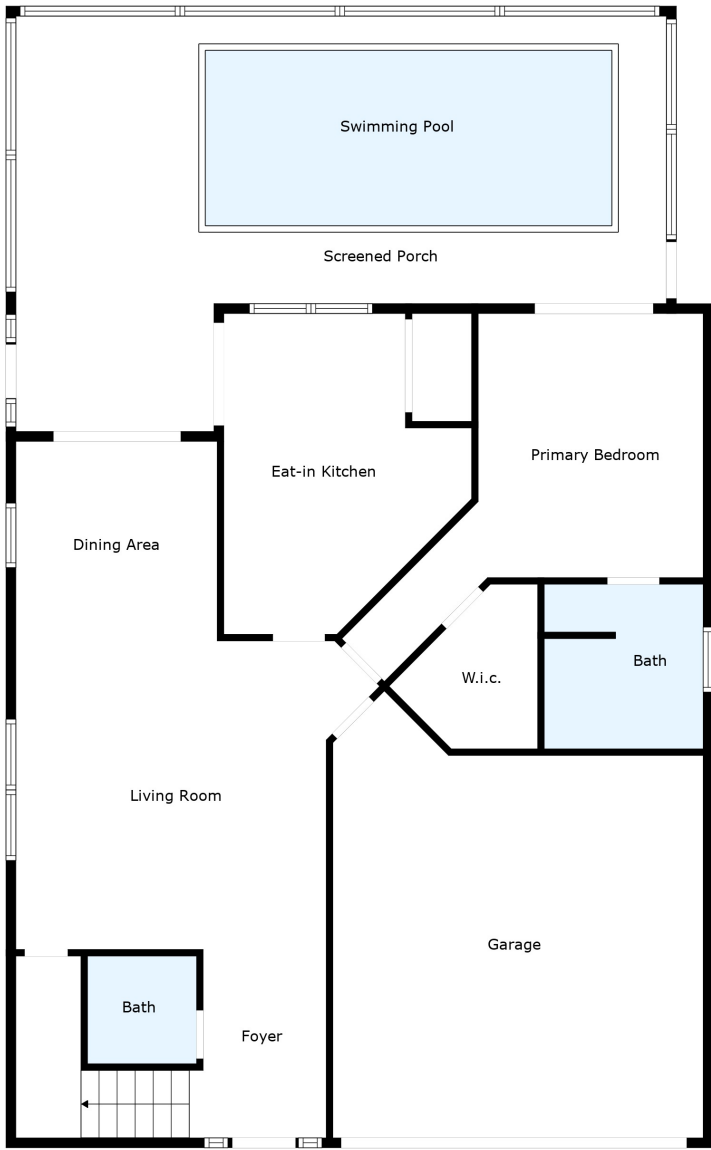 Swimming Pool
Screened Porch
Primary Bedroom
Eat-in Kitchen
Dining Area
Bath
W.i.c.
Living Room
Garage
Bath
Foyer